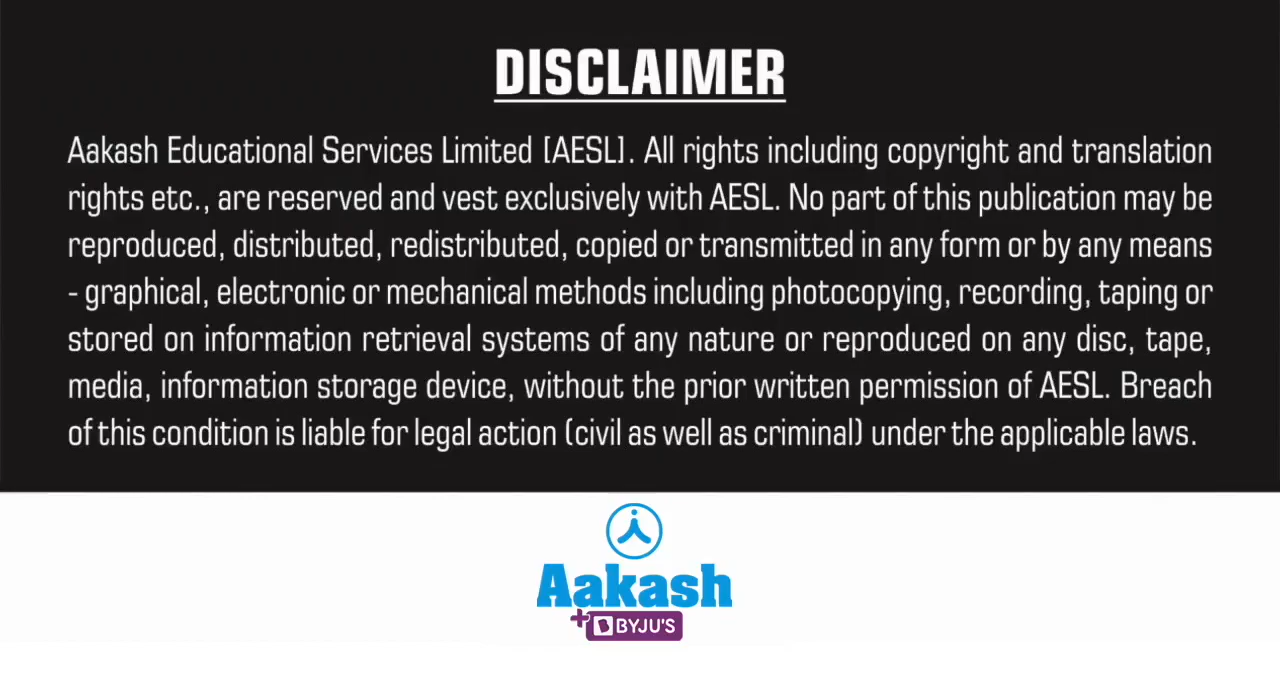 DISCLAIMER
Aakash Educational Services Limited [AESL]. All rights including copyright and translation
rights etc., are reserved and vest exclusively with AESL. No part of this publication may be
reproduced, distributed, redistributed, copied or transmitted in any form or by any means
- graphical, electronic or mechanical methods including photocopying, recording, taping or
stored on information retrieval systems of any nature or reproduced on any disc, tape,
media, information storage device, without the prior written permission of AESL. Breach
of this condition is liable for legal action (civil as well as criminal) under the applicable laws.
Aakash
+ BYJU'S